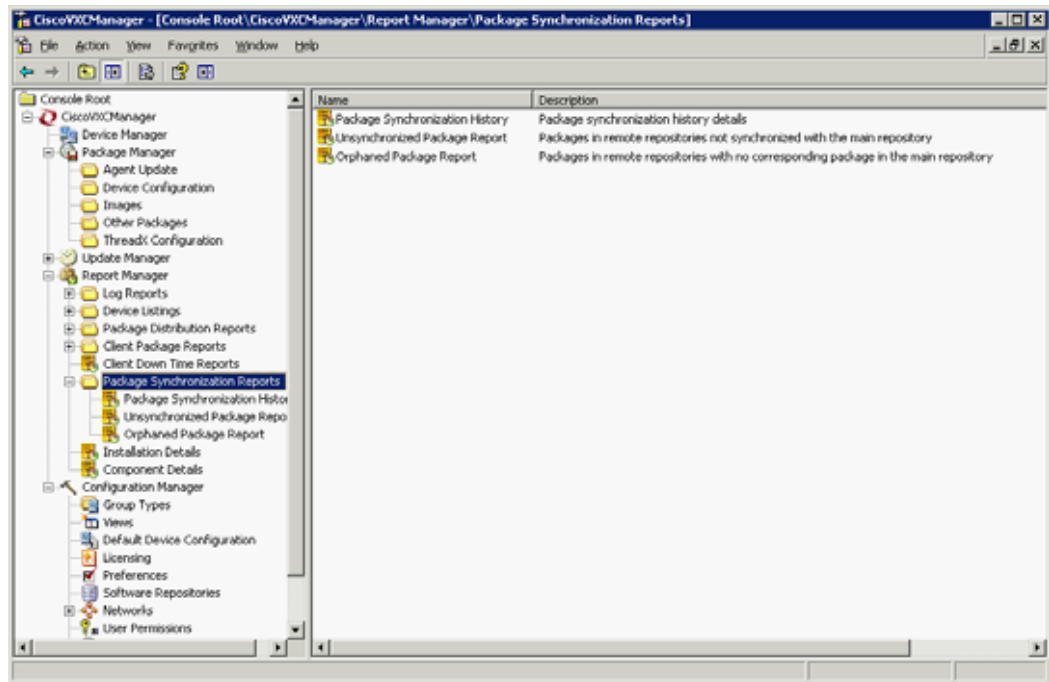 CiscoVXCManager - [Console Root\CiscoVXCManager\Report Manager\Package Synchronization Reports]
File Action View Favorites Window Help
Console Root
CiscoVXCManager
Device Manager
Package Manager
Agent Update
Device Configuration
Images
Other Packages
ThreadX Configuration
Update Manager
Report Manager
Log Reports
Device Listings
Package Distribution Reports
Client Package Reports
Client Down Time Reports
Package Synchronization Reports
Package Synchronization Histor
Unsynchronized Package Repo
Orphaned Package Report
Installation Details
Component Details
Configuration Manager
Group Types
Views
Default Device Configuration
Licensing
Preferences
Software Repositories
Networks
User Permissions
Name Description
Package Synchronization History Package synchronization history details
Unsynchronized Package Report Packages in remote repositories not synchronized with the main repository
Orphaned Package Report Packages in remote repositories with no corresponding package in the main repository